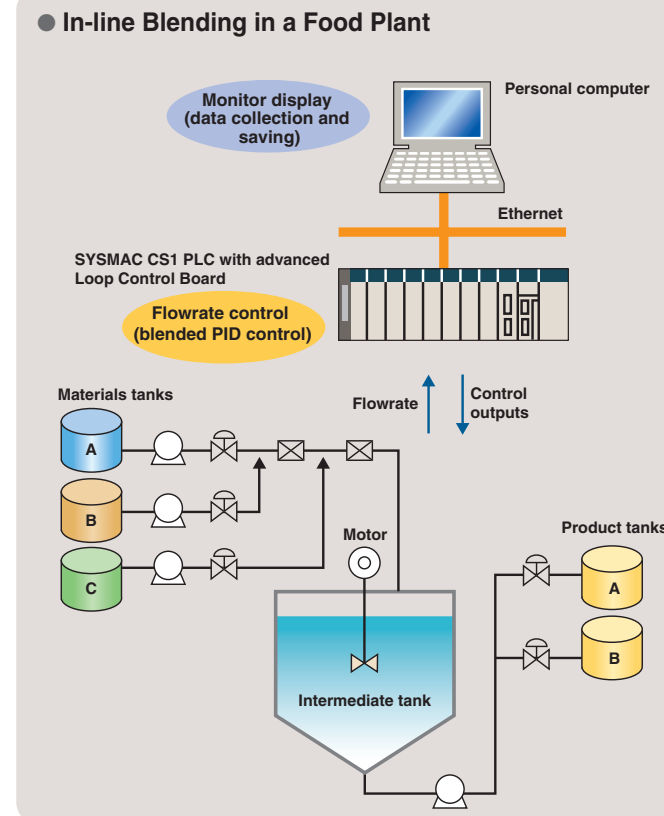 In-line Blending in a Food Plant
Monitor display
(data collection and
saving)
Personal computer
Ethernet
SYSMAC CS1 PLC with advanced
Loop Control Board
Flowrate control
(blended PID control)
Flowrate
Control
outputs
Materials tanks
A
B
C
Motor
Intermediate tank
Product tanks
A
B